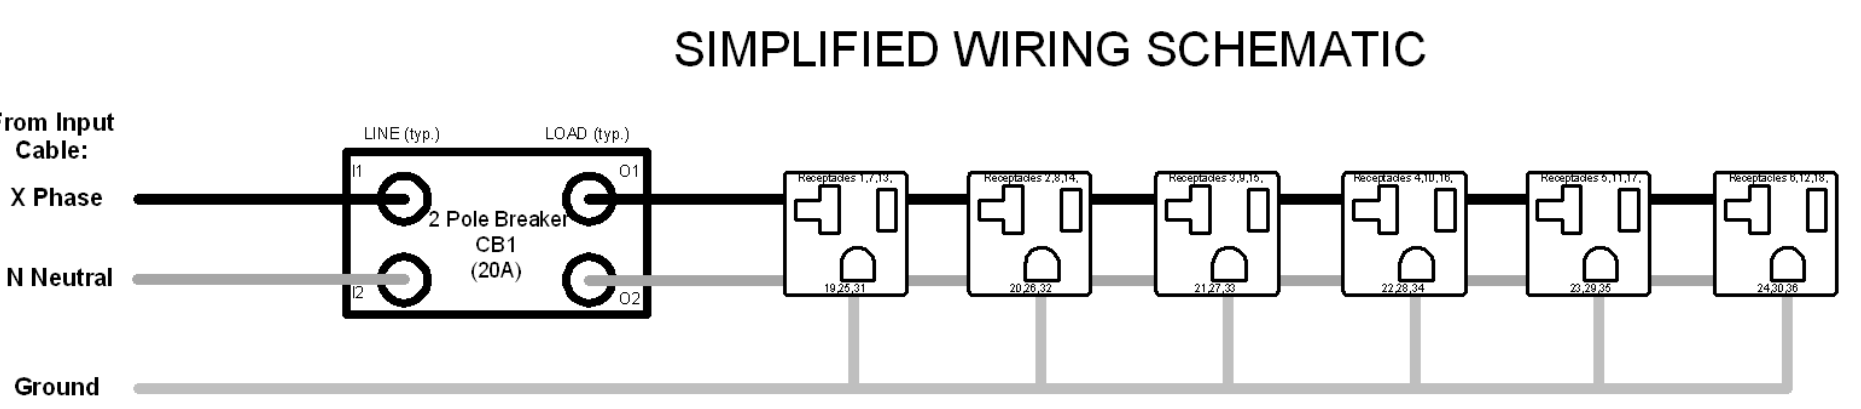 SIMPLIFIED WIRING SCHEMATIC
From Input
Cable:
LINE (typ.)
LOAD (typ.)
X Phase
I1
O1
2 Pole Breaker
CB1
(20A)
N Neutral
I2
O2
Receptacles 1,7,13,
19,25,31
Receptacles 2,8,14,
20,26,32
Receptacles 3,9,15,
21,27,33
Receptacles 4,10,16,
22,28,34
Receptacles 5,11,17,
23,29,35
Receptacles 6,12,18,
24,30,36
Ground